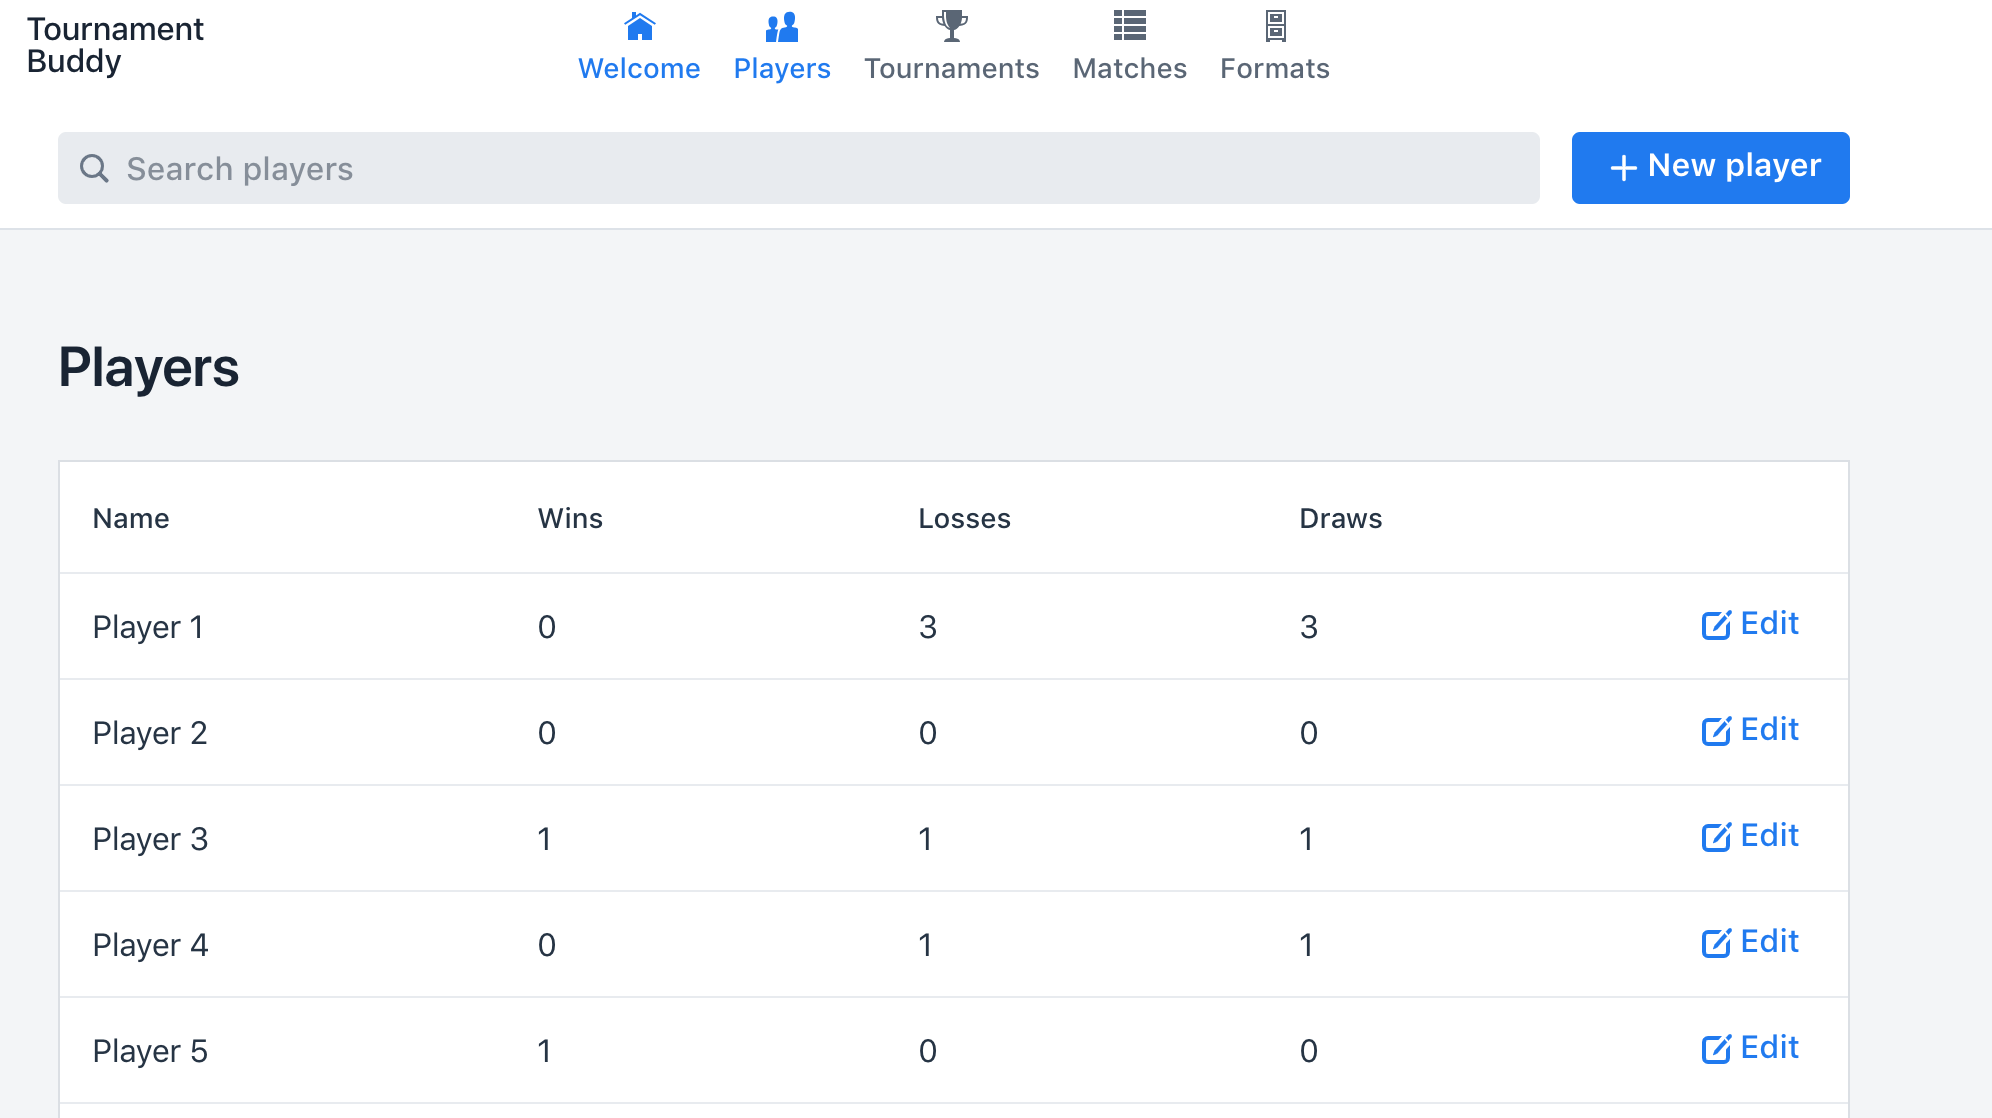 Tournament
Buddy
Welcome Players Tournaments Matches Formats
Search players
New player
Players
Name Wins Losses Draws
Player 1 0 3 3 Edit
Player 2 0 0 0 Edit
Player 3 1 1 1 Edit
Player 4 0 1 1 Edit
Player 5 1 0 0 Edit